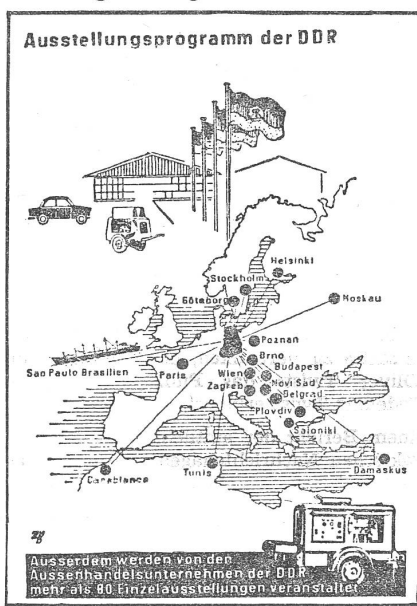 Ausstellungsprogramm der DDR
Helsinki
Stockholm
Göteborg
Moskau
Poznan
Brno
Budapest
Wien
Sao Paulo Brasilien
Paris
Novi Sad
Zagreb
Belgrad
Plovdiv
Saloniki
Casablanca
Tunis
Damaskus
Ausserdem werden von den
Aussenhandelsunternehmen der DDR
mehr als 80 Einzelausstellungen veranstaltet